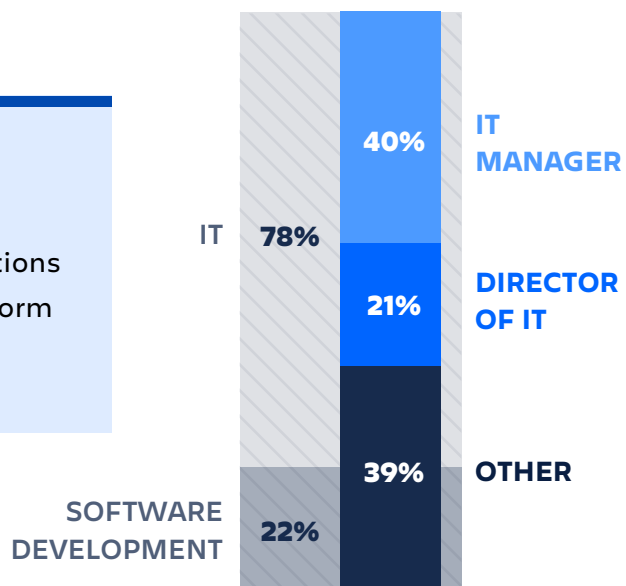 tions
orm
IT
78%
SOFTWARE
DEVELOPMENT
22%
40%
IT
MANAGER
21%
DIRECTOR
OF IT
39%
OTHER